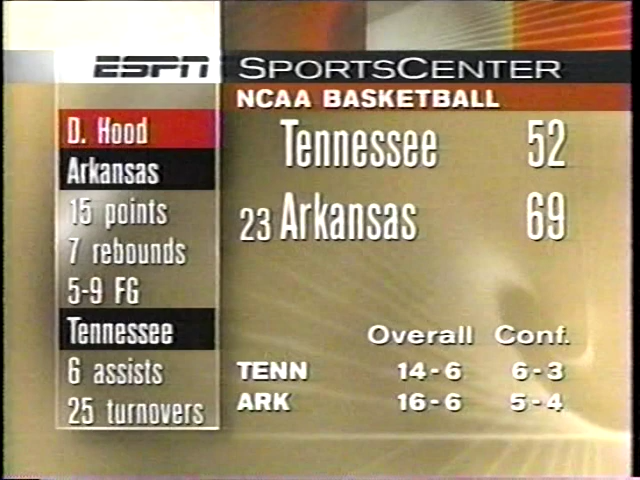 ESPN SPORTSCENTER
NCAA BASKETBALL
D. Hood
Arkansas
15 points
7 rebounds
5-9 FG
Tennessee
6 assists
25 turnovers
Tennessee 52
23 Arkansas 69
Overall Conf.
TENN 14-6 6-3
ARK 16-6 5-4